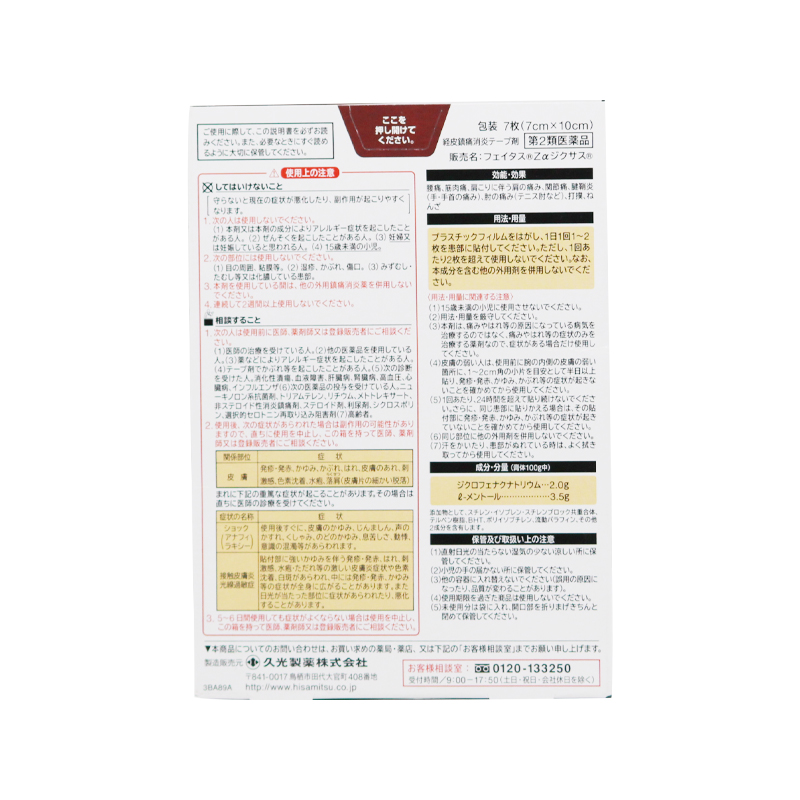 ご使用に際して、この説明書を必ずお読
みください。また、必要なときにすぐ読め
るように大切に保管してください。
ここを
押し開けて
ください。
包装 7枚(7cm×10cm)
経皮鎮痛消炎テープ剤 第2類医薬品
販売名:フェイタス®Zαジクサス®
使用上の注意
してはいけないこと
守らないと現在の症状が悪化したり、副作用が起こりやすく
なります。
1. 次の人は使用しないでください。
(1)本剤又は本剤の成分によりアレルギー症状を起こしたこと
がある人。(2)ぜんそくを起こしたことがある人。(3)妊婦又
は妊娠していると思われる人。(4)15歳未満の小児。
2. 次の部位には使用しないでください。
(1)目の周囲、粘膜等。(2)湿疹、かぶれ、傷口。(3)みずむし・
たむし等又は化膿している患部。
3. 本剤を使用している間は、他の外用鎮痛消炎薬を併用しない
でください。
4. 連続して2週間以上使用しないでください。
相談すること
1. 次の人は使用前に医師、薬剤師又は登録販売者にご相談くださ
い。
(1)医師の治療を受けている人。(2)他の医薬品を使用している
人。(3)薬などによりアレルギー症状を起こしたことがある人。
(4)テープ剤でかぶれ等を起こしたことがある人。(5)次の診断
を受けた人。消化性潰瘍、血液障害、肝臓病、腎臓病、高血圧、心
臓病、インフルエンザ(6)次の医薬品の投与を受けている人。ニュ
ーキノロン系抗菌剤、トリアムテレン、リチウム、メトトレキサート、
非ステロイド性消炎鎮痛剤、ステロイド剤、利尿剤、シクロスポリ
ン、選択的セロトニン再取り込み阻害剤(7)高齢者。
2. 使用後、次の症状があらわれた場合は副作用の可能性があり
ますので、直ちに使用を中止し、この箱を持って医師、薬剤
師又は登録販売者にご相談ください。
関係部位 症状
皮膚 発疹・発赤、かゆみ、かぶれ、はれ、皮膚のあれ、刺
激感、色素沈着、水疱、落屑(皮膚片の細かい脱落)
まれに下記の重篤な症状が起こることがあります。その場合は
直ちに医師の診療を受けてください。
症状の名称 症状
ショック
(アナフィ
ラキシー)
使用後すぐに、皮膚のかゆみ、じんましん、声の
かすれ、くしゃみ、のどのかゆみ、息苦しさ、動悸、
意識の混濁等があらわれます。
接触皮膚炎
光線過敏症
貼付部に強いかゆみを伴う発疹・発赤、はれ、刺
激感、水疱・ただれ等の激しい皮膚炎症状や色素
沈着、白斑があらわれ、中には発疹・発赤、かゆみ
等の症状が全身に広がることがあります。また
日光が当たった部位に症状があらわれたり、悪化
することがあります。
3. 5~6日間使用しても症状がよくならない場合は使用を中止し、
この箱を持って医師、薬剤師又は登録販売者にご相談ください。
効能・効果
腰痛、筋肉痛、肩こりに伴う肩の痛み、関節痛、腱鞘炎
(手・手首の痛み)、肘の痛み(テニス肘など)、打撲、ね
んざ
用法・用量
プラスチックフィルムをはがし、1日1回1~2
枚を患部に貼付してください。ただし、1回あ
たり2枚を超えて使用しないでください。なお、
本成分を含む他の外用剤を併用しないでくだ
さい。
〈用法・用量に関連する注意〉
(1)15歳未満の小児に使用させないでください。
(2)用法・用量を厳守してください。
(3)本剤は、痛みやはれ等の原因になっている病気を
治療するのではなく、痛みやはれ等の症状のみを治
療する薬剤なので、症状がある場合だけ使用し
てください。
(4)皮膚の弱い人は、使用前に腕の内側の皮膚の弱い
箇所に、1~2cm角の小片を目安として半日以上
貼り、発疹・発赤、かゆみ、かぶれ等の症状が起きな
いことを確かめてから使用してください。
(5)1回あたり、24時間を超えて貼り続けないでくださ
い。さらに、同じ患部に貼りかえる場合は、その貼
付部に発疹・発赤、かゆみ、かぶれ等の症状が起き
ていないことを確かめてから使用してください。
(6)同じ部位に他の外用剤を併用しないでください。
(7)汗をかいたり、患部がぬれている時は、よく拭き
取ってから使用してください。
成分・分量(膏体100g中)
ジクロフェナクナトリウム…2.0g
ℓ-メントール………………3.5g
添加物として、スチレン・イソプレン・スチレンブロック共重合体、
テルペン樹脂、BHT、ポリイソブチレン、流動パラフィン、その他
2成分を含有します。
保管及び取扱い上の注意
(1)直射日光の当たらない湿気の少ない涼しい所に保
管してください。
(2)小児の手の届かない所に保管してください。
(3)他の容器に入れ替えないでください(誤用の原因に
なったり、品質が変わることがあります)。
(4)使用期限を過ぎた商品は使用しないでください。
(5)未使用分は袋に入れ、開口部を折りまげきちんと
閉めて保管してください。
▼本商品についてのお問い合わせは、お買い求めの薬局・薬店、又は下記の「お客様相談室」までお願い申し上げます。
製造販売元 久光製薬株式会社
〒841-0017 鳥栖市田代大官町408番地
3BA89A http://www.hisamitsu.co.jp
お客様相談室: 0120-133250
受付時間/9:00-17:50(土・日・祝日・会社休日を除く)